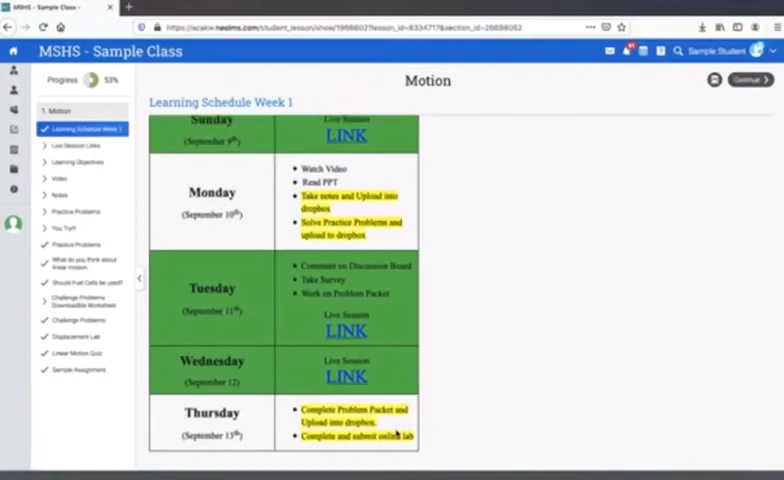 MSHS - Sample Class -
MSHS - Sample Class
Sample Student
Progress
53%
Motion
Continue
1. Motion
Learning Schedule Week 1
Live Session Links
Learning Objectives
Video
Notes
Practice Problems
You Try!!
Practice Problems
What do you think about
linear motion
Should Fuel Cells be used?
Challenge Problems
Downloadble Worksheet
Challenge Problems
Displacement Lab
Linear Motion Quiz
Sample Assignment
Learning Schedule Week 1
Sunday
(September 9th)
Live Session
LINK
Monday
(September 10th)
Watch Video
Read PPT
Take notes and Upload into
dropbox
Solve Practice Problems and
upload to dropbox
Tuesday
(September 11th)
Comment on Discussion Board
Take Survey
Work on Problem Packet
Live Session
LINK
Wednesday
(September 12)
Live Session
LINK
Thursday
(September 13th)
Complete Problem Packet and
Upload into dropbox.
Complete and submit online lab